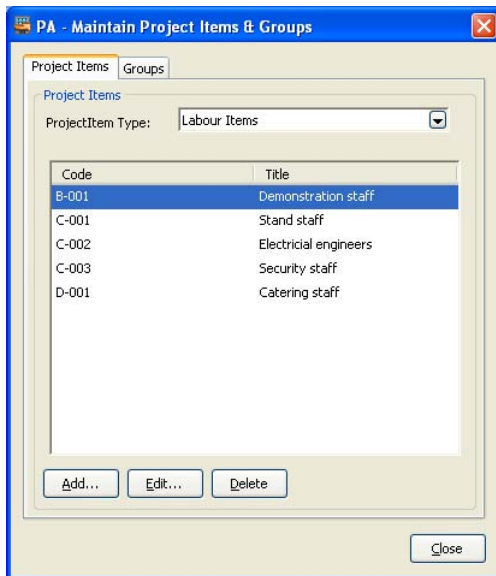 PA - Maintain Project Items & Groups
Project Items Groups
Project Items
ProjectItem Type: Labour Items
Code Title
B-001 Demonstration staff
C-001 Stand staff
C-002 Electricial engineers
C-003 Security staff
D-001 Catering staff
Add... Edit... Delete
Close